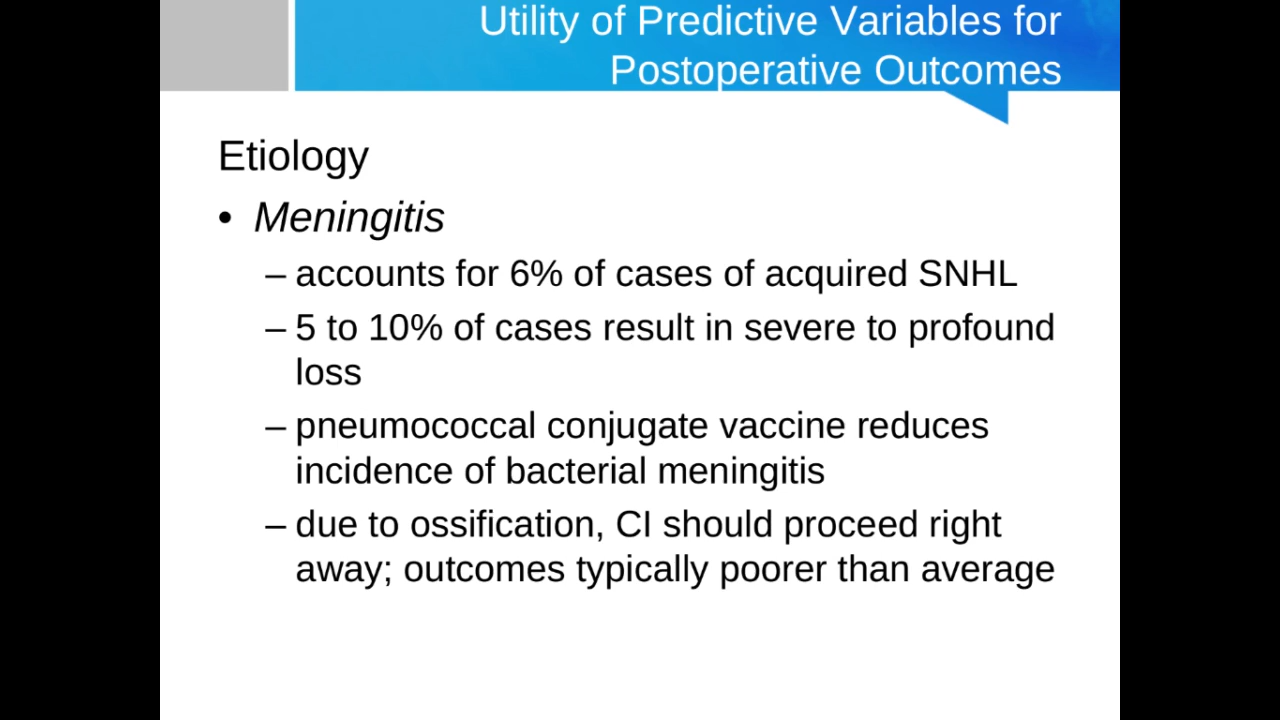 Utility of Predictive Variables for
Postoperative Outcomes
Etiology
• Meningitis
– accounts for 6% of cases of acquired SNHL
– 5 to 10% of cases result in severe to profound
loss
– pneumococcal conjugate vaccine reduces
incidence of bacterial meningitis
– due to ossification, CI should proceed right
away; outcomes typically poorer than average